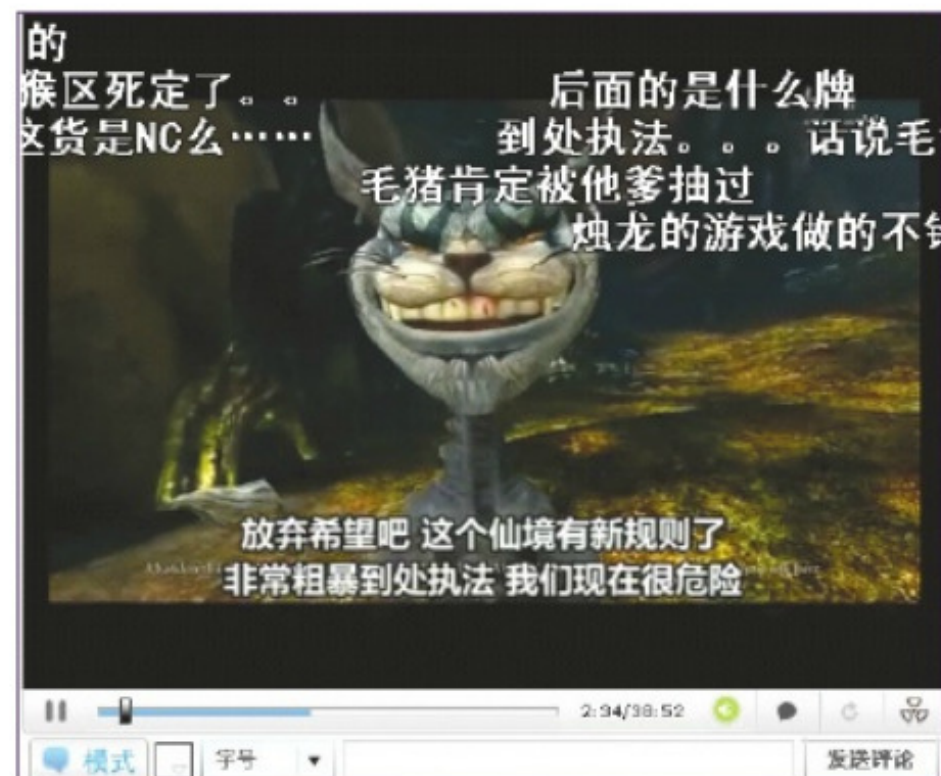 的
猴区死定了。。
后面的是什么牌
这货是NC么……
到处执法。。。话说毛
毛猪肯定被他爹抽过
烛龙的游戏做的不错
放弃希望吧 这个仙境有新规则了
非常粗暴到处执法 我们现在很危险
2:34/38:52
模式
字号
发送评论